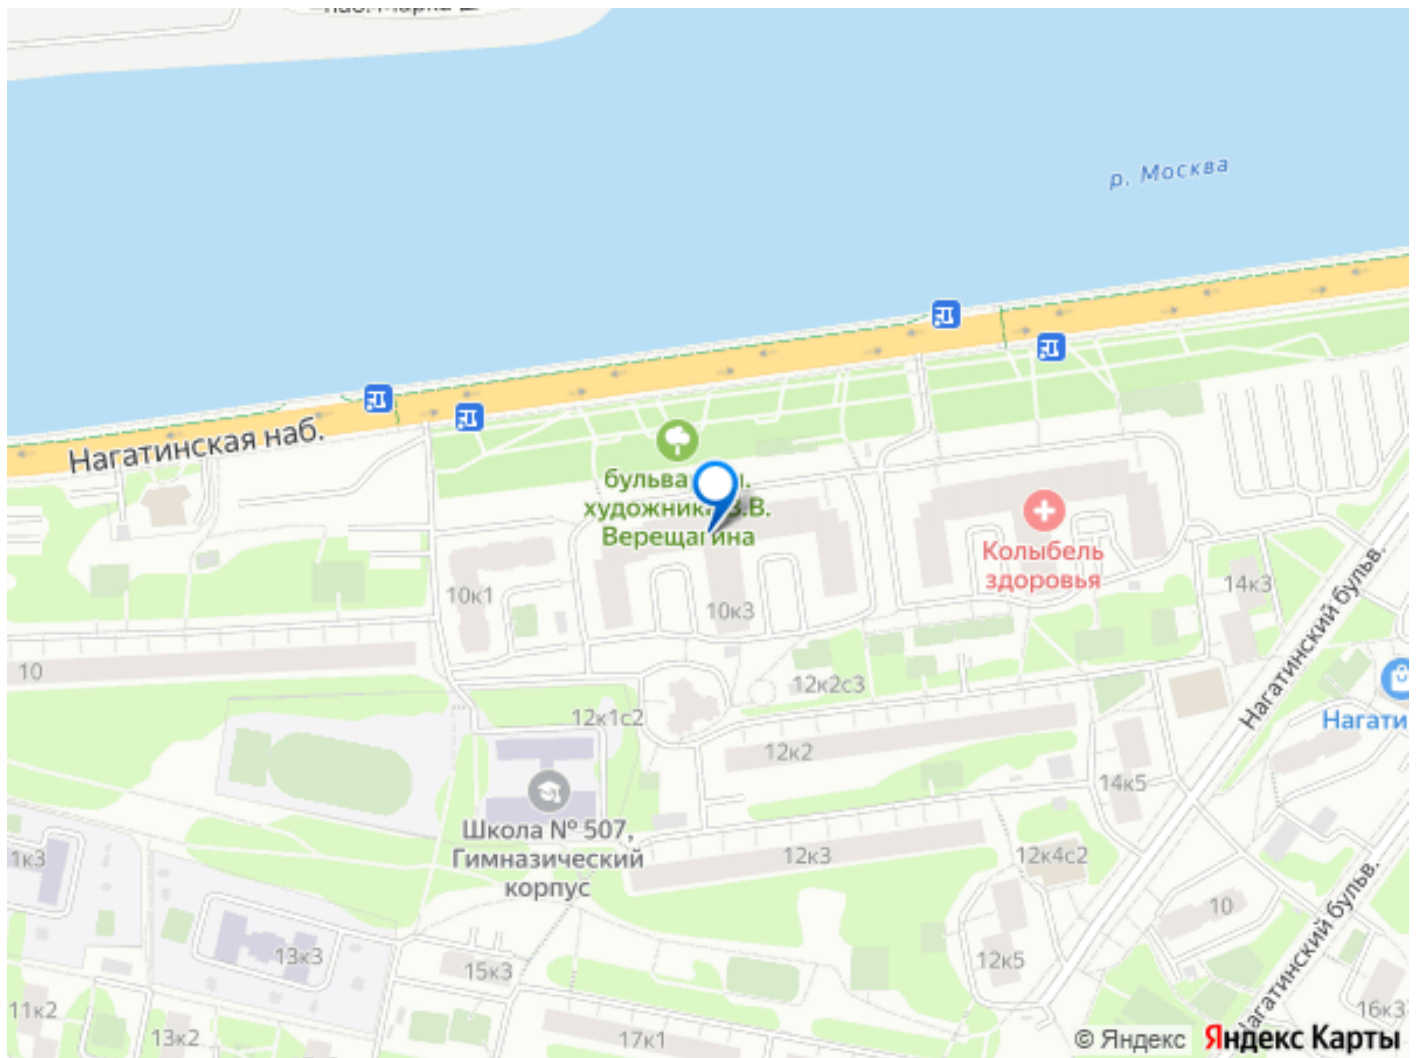 р. Москва
Нагатинская наб.
бульва
художника В.В.
Верещагина
Колыбель
здоровья
10к1
10к3
14к3
Нагатинский бульв.
10
12к2с3
12к1с2
12к2
Нагати
14к5
Школа № 507,
Гимназический
корпус
12к3
12к4с2
1к3
10
Нагатинский бульв.
13к3
15к3
12к5
11к2
13к2
17к1
16к3
© Яндекс Яндекс Карты